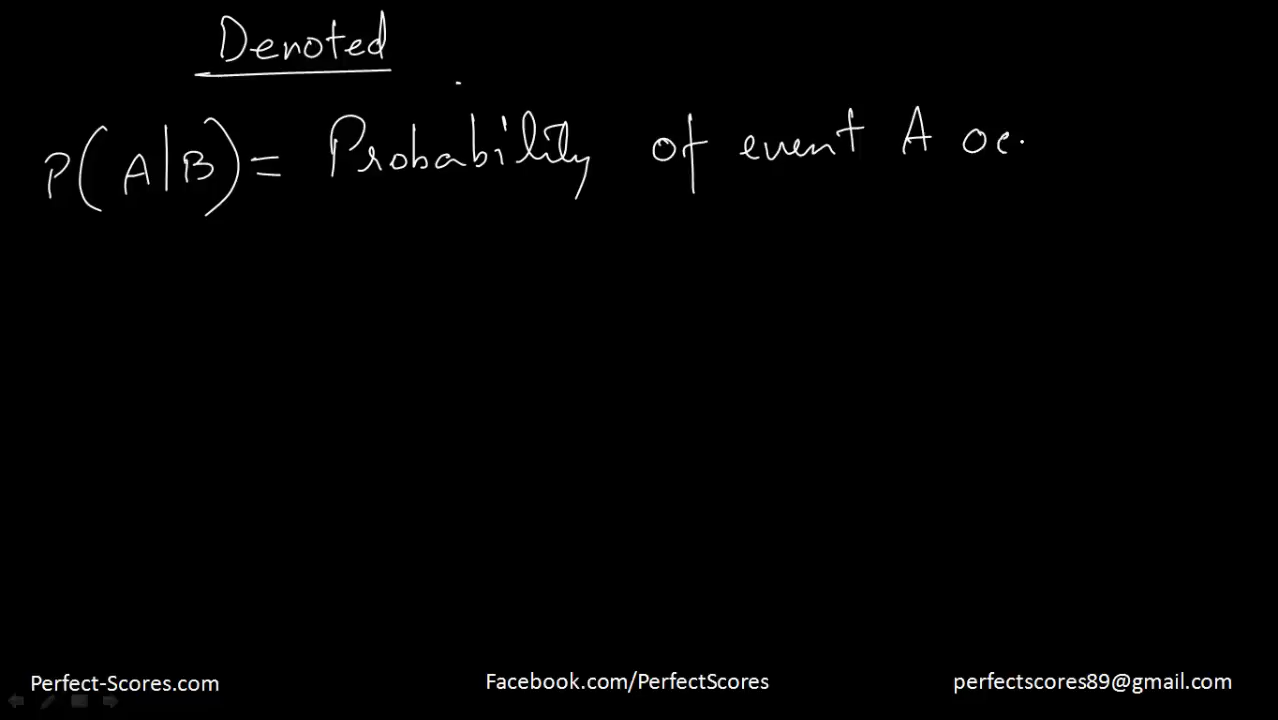 Denoted
P(A|B) = Probability of event A oc
Perfect-Scores.com Facebook.com/PerfectScores perfectscores89@gmail.com